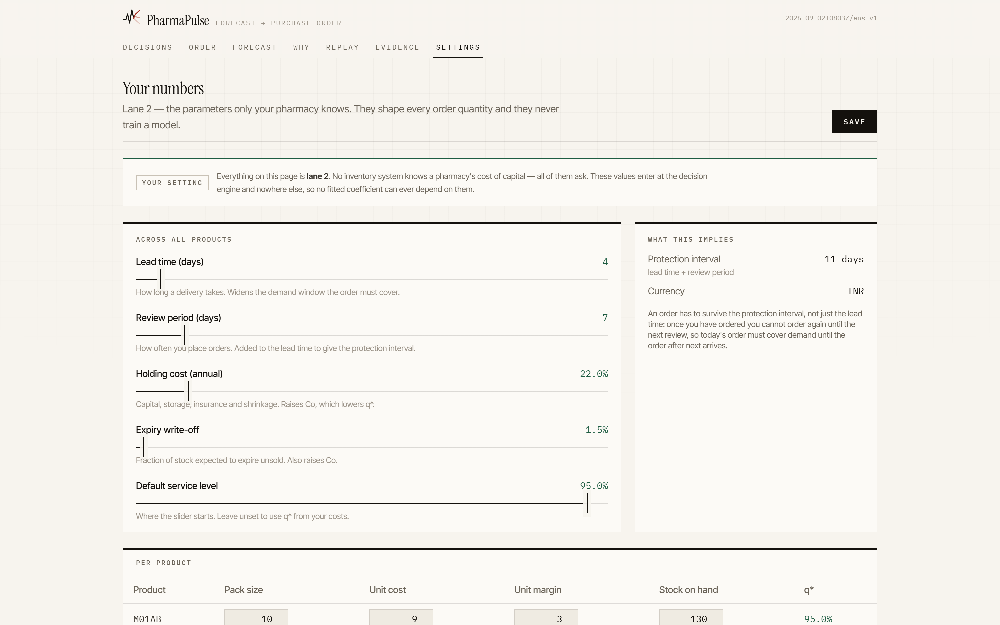 PharmaPulse FORECAST → PURCHASE ORDER
2026-09-02T0803Z/ens-v1
DECISIONS ORDER FORECAST WHY REPLAY EVIDENCE SETTINGS
Your numbers
Lane 2 — the parameters only your pharmacy knows. They shape every order quantity and they never
train a model.
SAVE
YOUR SETTING
Everything on this page is lane 2. No inventory system knows a pharmacy's cost of capital — all of them ask. These values enter at the decision
engine and nowhere else, so no fitted coefficient can ever depend on them.
ACROSS ALL PRODUCTS
Lead time (days) 4
How long a delivery takes. Widens the demand window the order must cover.
Review period (days) 7
How often you place orders. Added to the lead time to give the protection interval.
Holding cost (annual) 22.0%
Capital, storage, insurance and shrinkage. Raises Co, which lowers q*.
Expiry write-off 1.5%
Fraction of stock expected to expire unsold. Also raises Co.
Default service level 95.0%
Where the slider starts. Leave unset to use q* from your costs.
WHAT THIS IMPLIES
Protection interval 11 days
lead time + review period
Currency INR
An order has to survive the protection interval, not just the lead
time: once you have ordered you cannot order again until the
next review, so today's order must cover demand until the
order after next arrives.
PER PRODUCT
Product Pack size Unit cost Unit margin Stock on hand q*
M01AB 10 9 3 130 95.0%